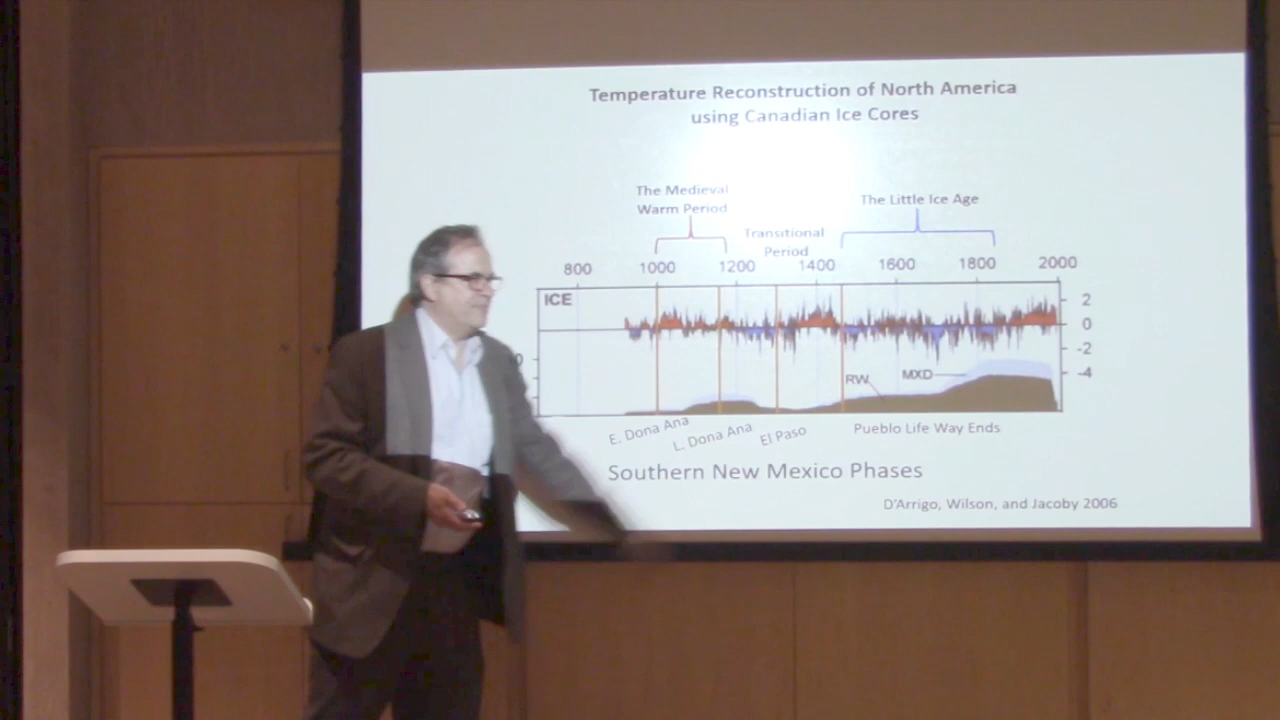 Temperature Reconstruction of North America
using Canadian Ice Cores
The Medieval
Warm Period
The Little Ice Age
Transitional
Period
800 1000 1200 1400 1600 1800 2000
ICE
2
0
-2
-4
0
RW
MXD
E. Dona Ana
L. Dona Ana
El Paso
Pueblo Life Way Ends
Southern New Mexico Phases
D'Arrigo, Wilson, and Jacoby 2006